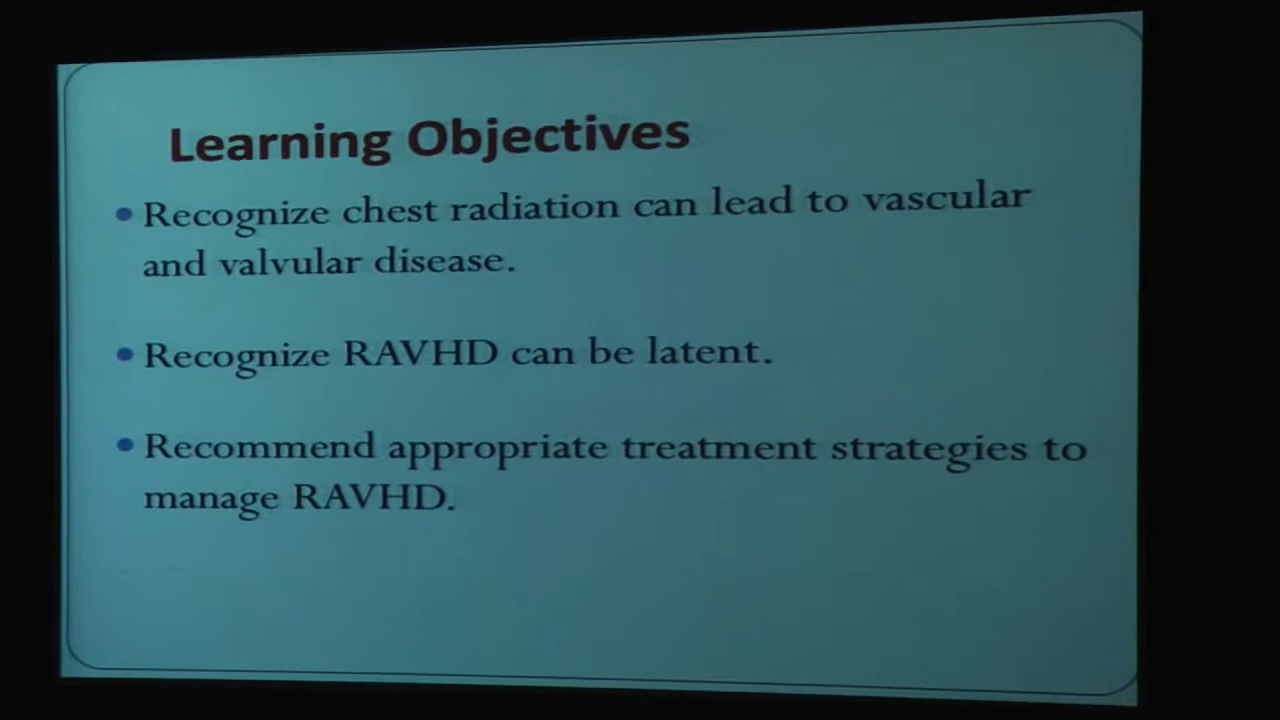 Learning Objectives
• Recognize chest radiation can lead to vascular
and valvular disease.
• Recognize RAVHD can be latent.
• Recommend appropriate treatment strategies to
manage RAVHD.